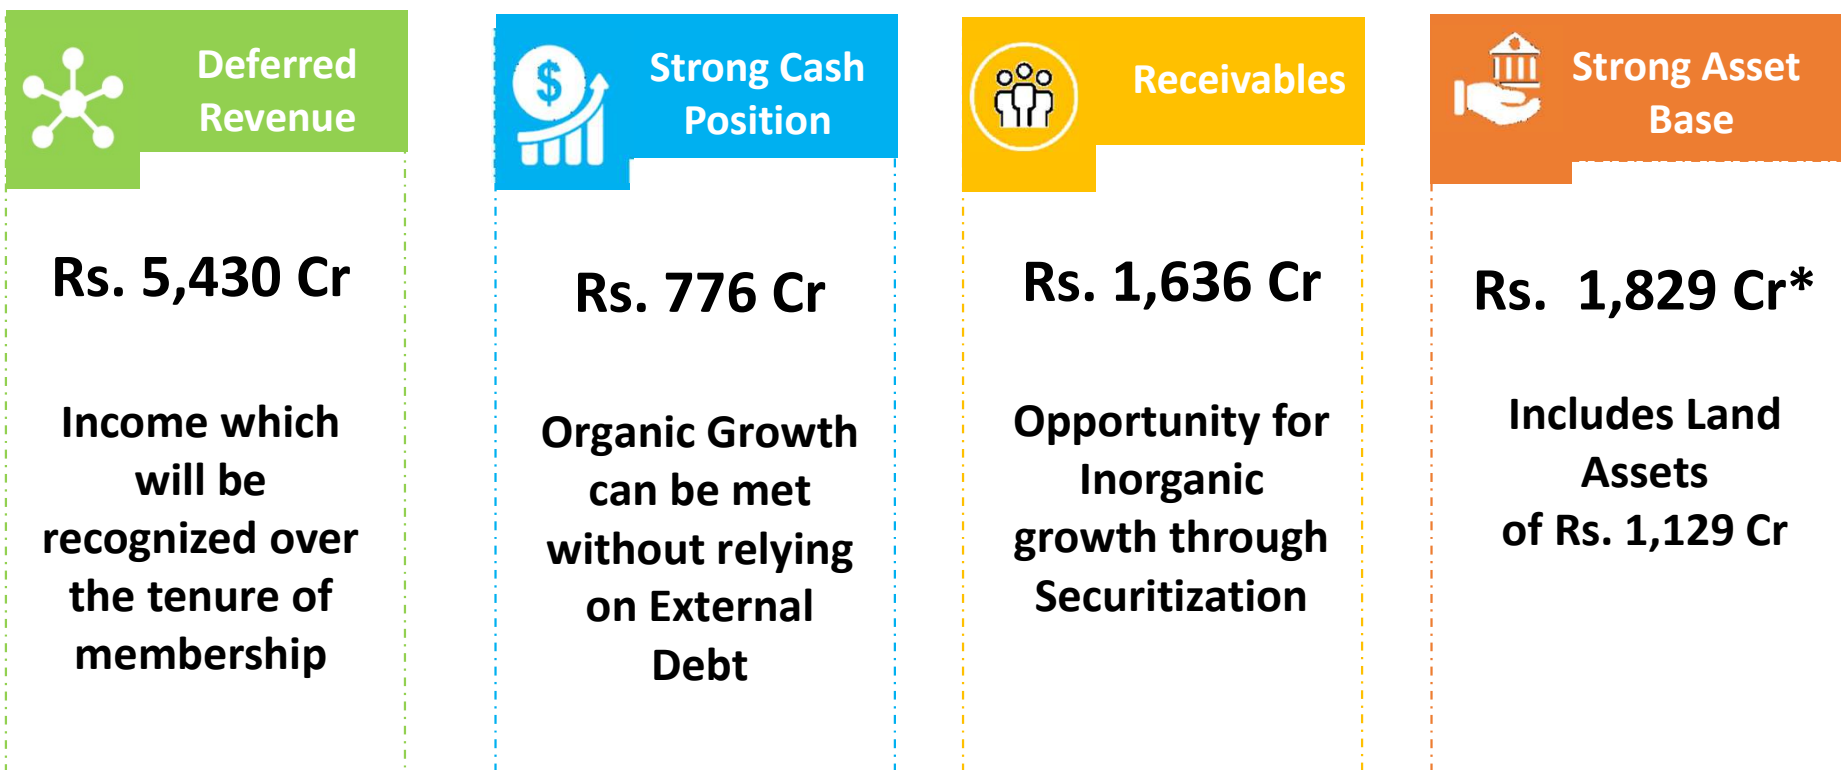 Deferred
Revenue
Rs. 5,430 Cr
Income which
will be
recognized over
the tenure of
membership
$
Strong Cash
Position
Rs. 776 Cr
Organic Growth
can be met
without relying
on External
Debt
Receivables
Rs. 1,636 Cr
Opportunity for
Inorganic
growth through
Securitization
Strong Asset
Base
Rs. 1,829 Cr*
Includes Land
Assets
of Rs. 1,129 Cr